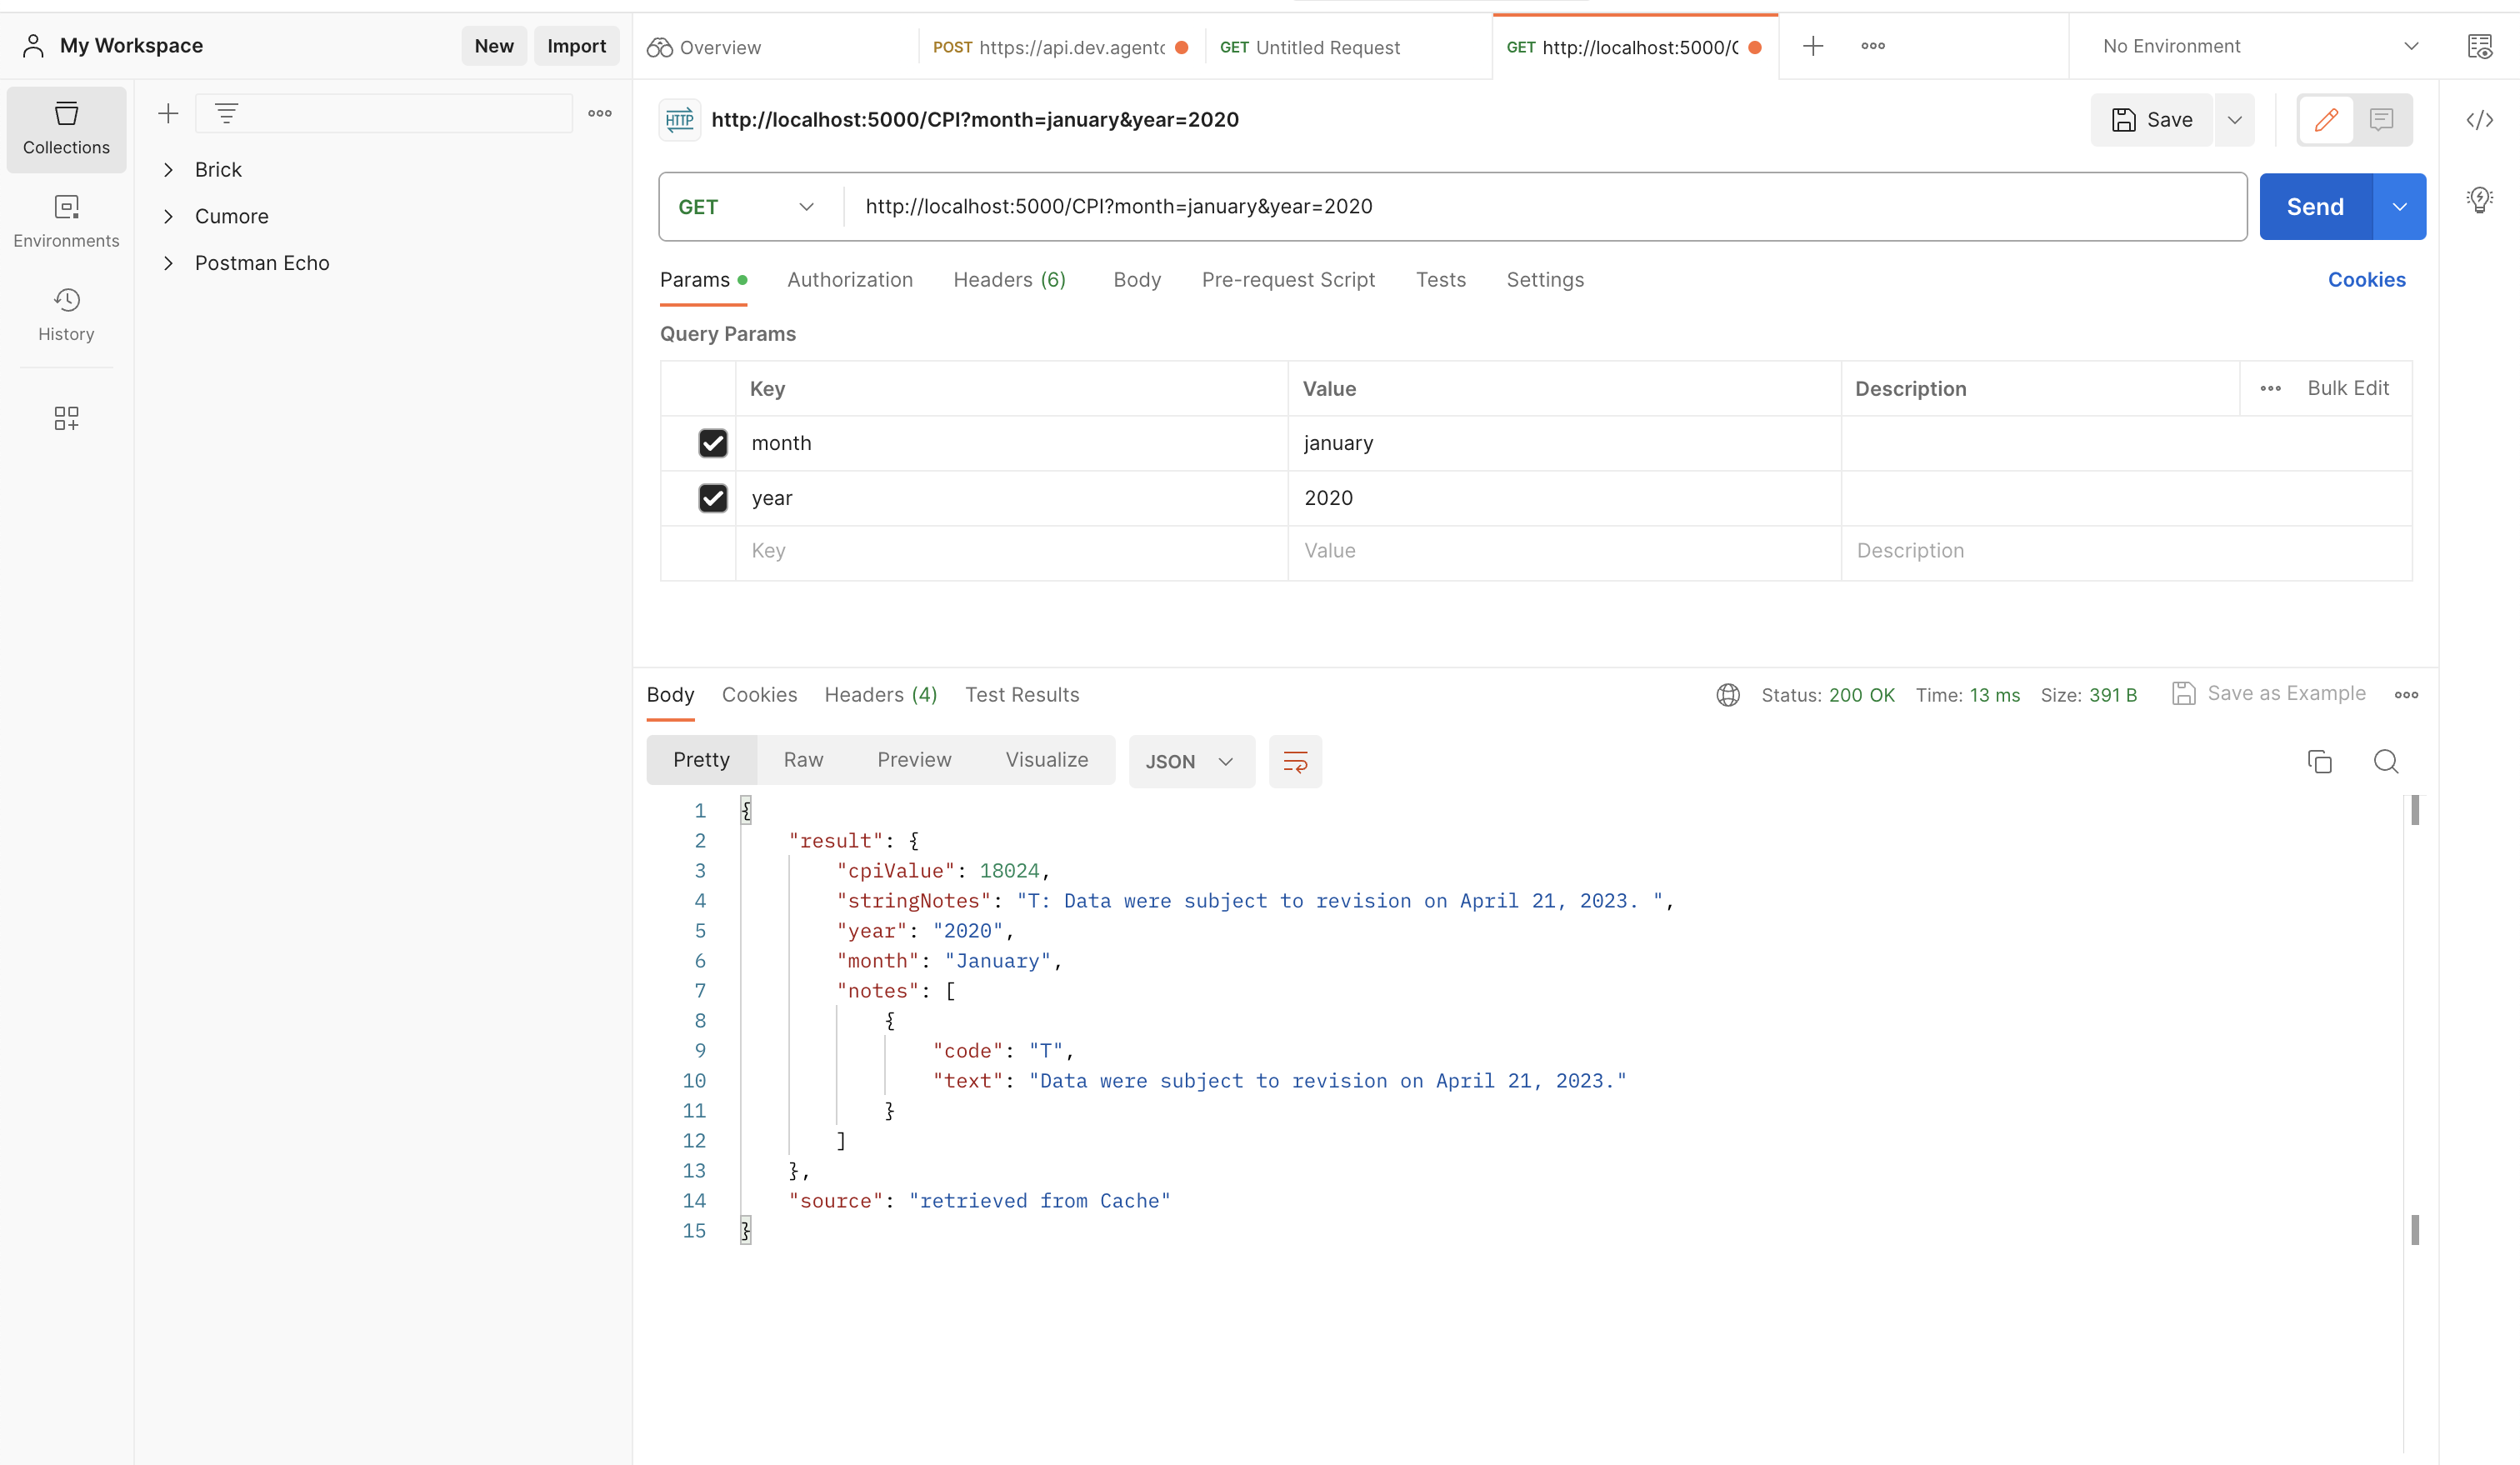 My Workspace
New
Import
Overview
POST https://api.dev.agentc
GET Untitled Request
GET http://localhost:5000/C
No Environment
Collections
Environments
History
Brick
Cumore
Postman Echo
HTTP http://localhost:5000/CPI?month=january&year=2020
Save
GET http://localhost:5000/CPI?month=january&year=2020
Send
Params Authorization Headers (6) Body Pre-request Script Tests Settings Cookies
Query Params
Key Value Description Bulk Edit
month january
year 2020
Key Value Description
Body Cookies Headers (4) Test Results Status: 200 OK Time: 13 ms Size: 391 B Save as Example
Pretty Raw Preview Visualize JSON
1 {
2 "result": {
3 "cpiValue": 18024,
4 "stringNotes": "T: Data were subject to revision on April 21, 2023. ",
5 "year": "2020",
6 "month": "January",
7 "notes": [
8 {
9 "code": "T",
10 "text": "Data were subject to revision on April 21, 2023."
11 }
12 ]
13 },
14 "source": "retrieved from Cache"
15 }